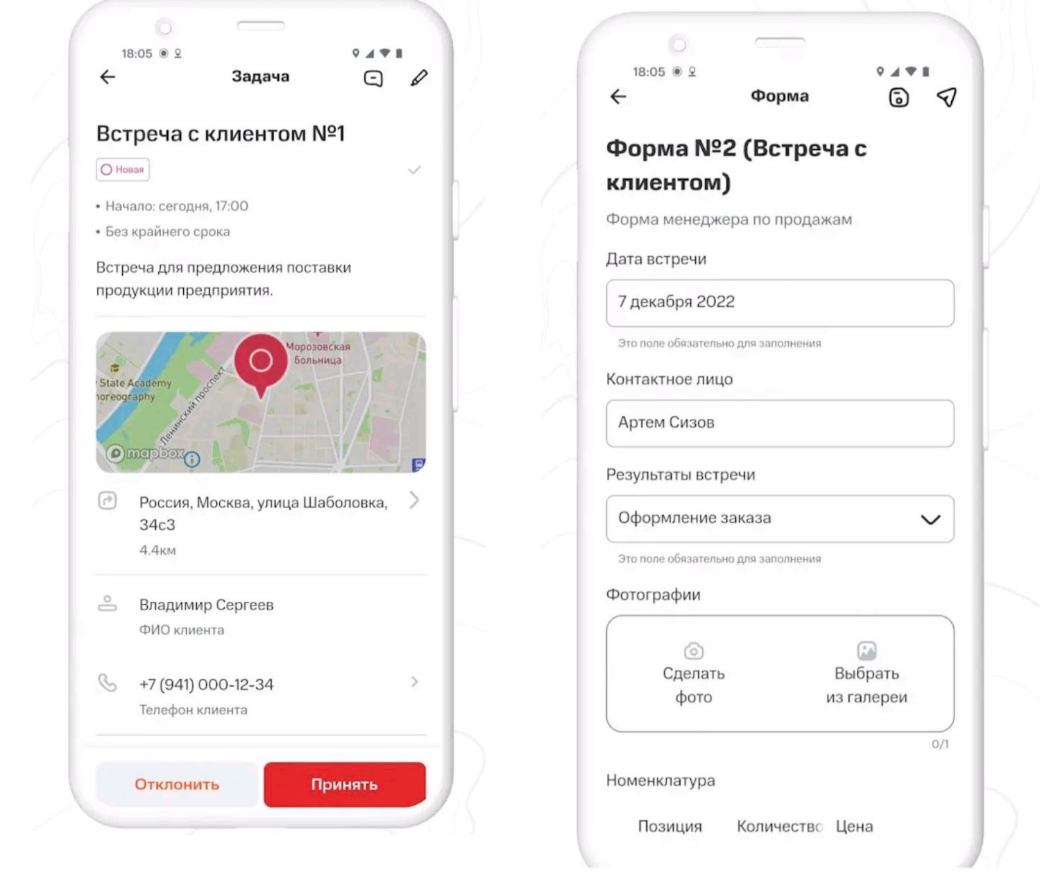 18:05
Задача
Встреча с клиентом №1
Новая
• Начало: сегодня, 17:00
• Без крайнего срока
Встреча для предложения поставки
продукции предприятия.
Морозовская
больница
State Academy
horeography
Ленинский проспект
mapbox
Россия, Москва, улица Шаболовка,
34с3
4.4км
Владимир Сергеев
ФИО клиента
+7 (941) 000-12-34
Телефон клиента
Отклонить
Принять
18:05
Форма
Форма №2 (Встреча с
клиентом)
Форма менеджера по продажам
Дата встречи
7 декабря 2022
Это поле обязательно для заполнения
Контактное лицо
Артем Сизов
Результаты встречи
Оформление заказа
Это поле обязательно для заполнения
Фотографии
Сделать
фото
Выбрать
из галереи
0/1
Номенклатура
Позиция Количество Цена